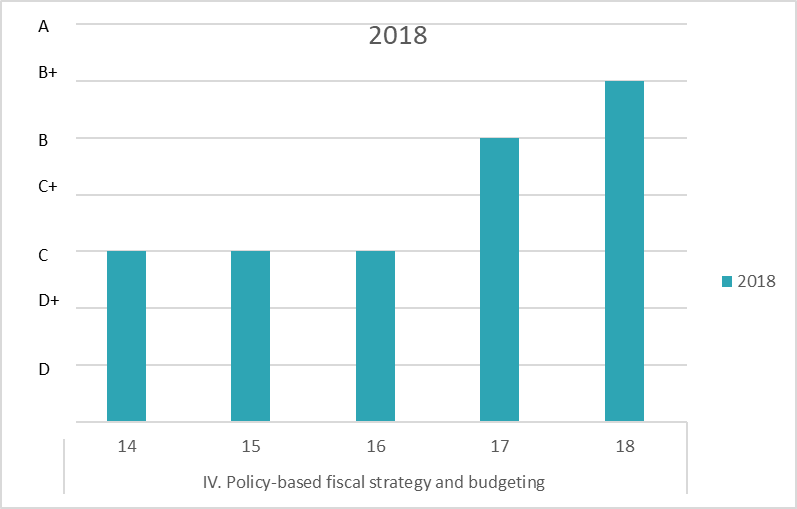 2018
A
B+
B
C+
C
D+
D
14 15 16 17 18
IV. Policy-based fiscal strategy and budgeting
2018